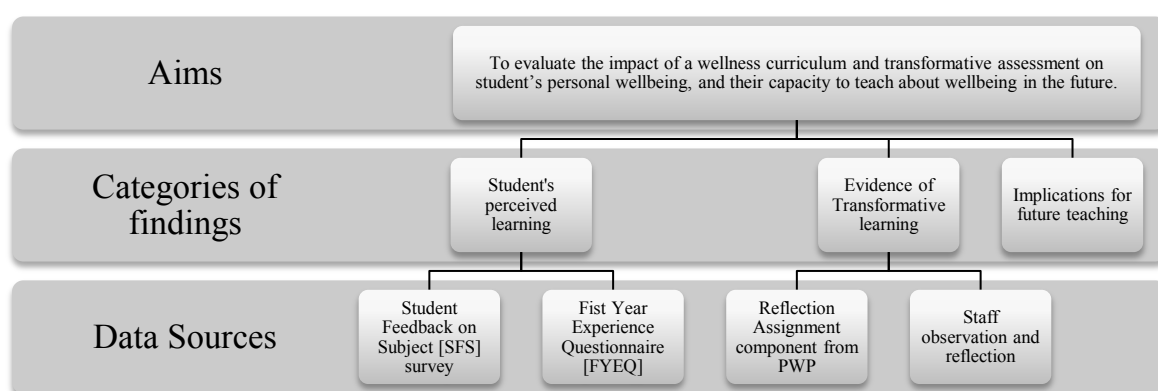 Aims
To evaluate the impact of a wellness curriculum and transformative assessment on
student's personal wellbeing, and their capacity to teach about wellbeing in the future.
Categories of
findings
Student's
perceived
learning
Evidence of
Transformative
learning
Implications for
future teaching
Data Sources
Student
Feedback on
Subject [SFS]
survey
Fist Year
Experience
Questionnaire
[FYEQ]
Reflection
Assignment
component from
PWP
Staff
observation and
reflection